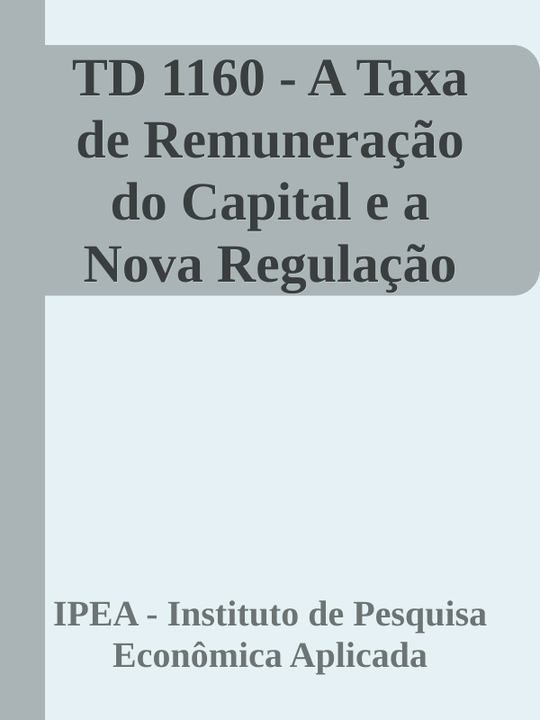 TD 1160 - A Taxa
de Remuneração
do Capital e a
Nova Regulação
IPEA - Instituto de Pesquisa
Econômica Aplicada